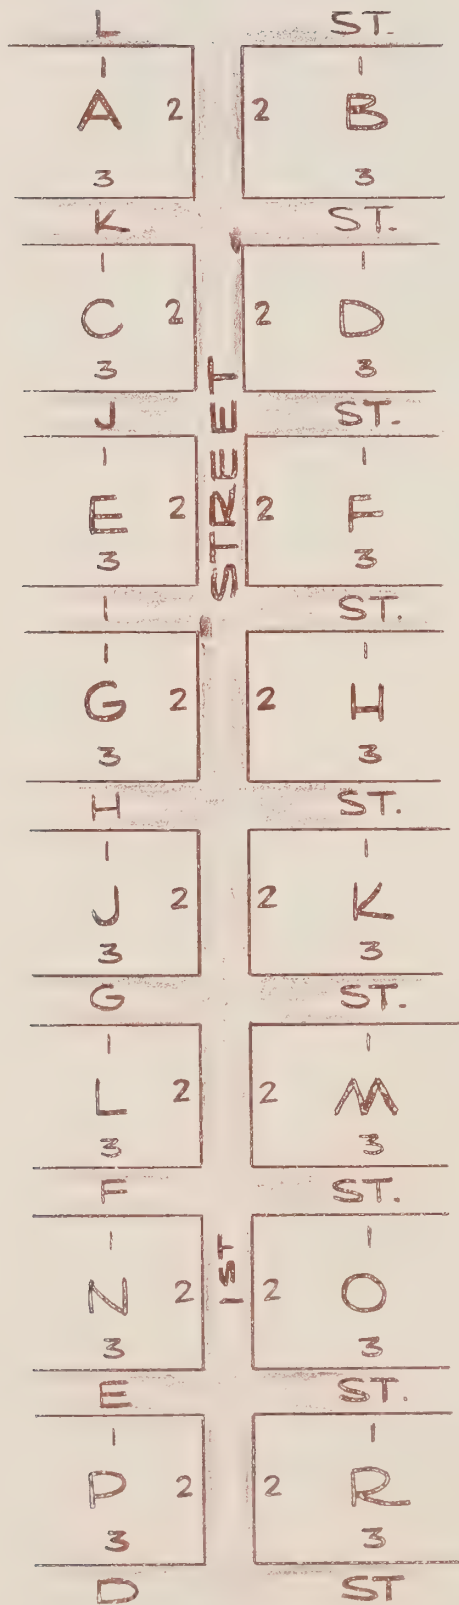 L ST.
1 1
A 2 2 B
3 3
K ST.
1 1
C 2 2 D
3 3
J ST.
STREET
1 1
E 2 2 F
3 3
I ST.
1 1
G 2 2 H
3 3
H ST.
1 1
J 2 2 K
3 3
G ST.
1 1
L 2 2 M
3 3
F ST.
1 1
N 2 1ST 2 O
3 3
E ST.
1 1
P 2 2 R
3 3
D ST